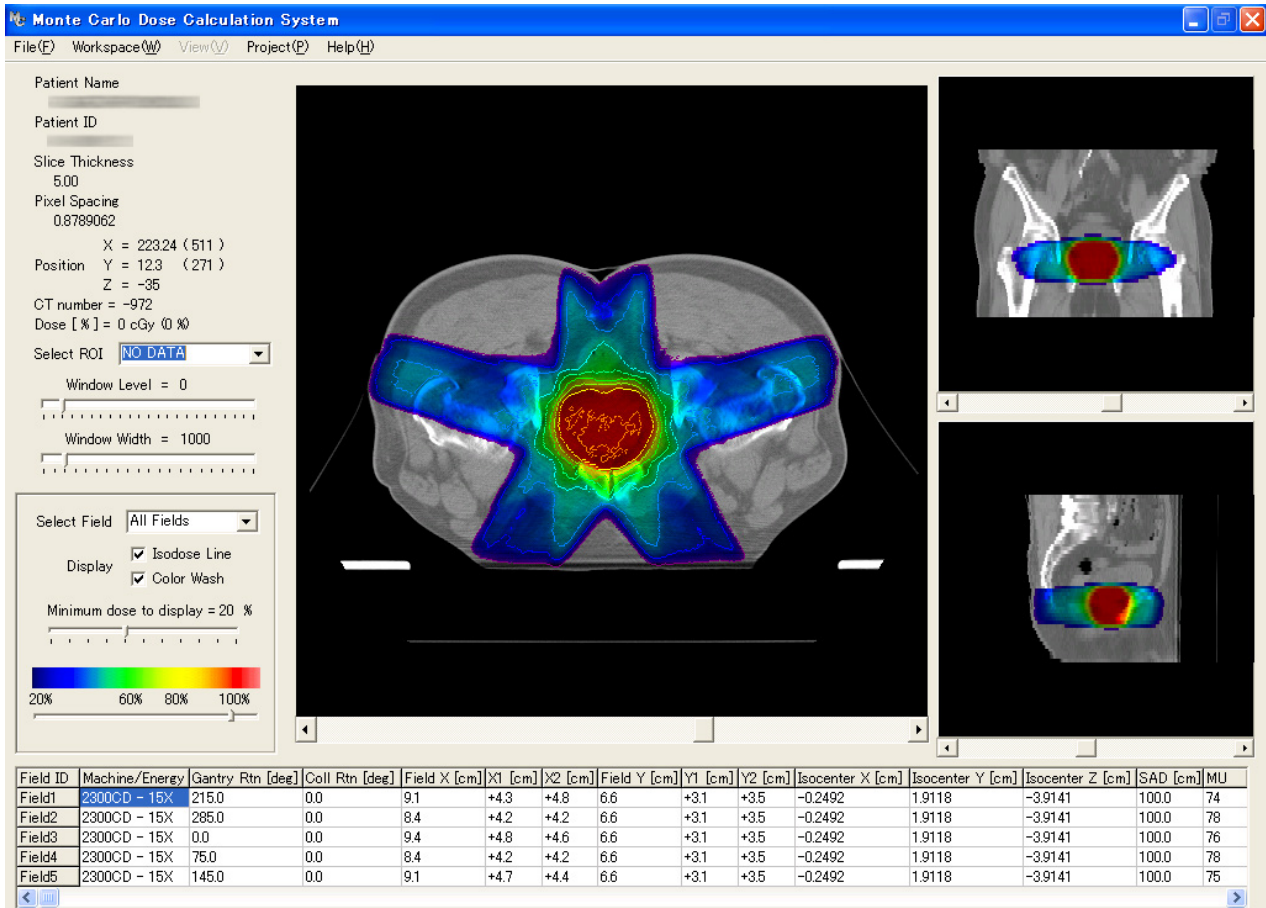 Monte Carlo Dose Calculation System
File(F) Workspace(W) View(V) Project(P) Help(H)
Patient Name
Patient ID
Slice Thickness
5.00
Pixel Spacing
0.8789062
X = 223.24 ( 511 )
Position Y = 12.3 ( 271 )
Z = -35
CT number = -972
Dose [ % ] = 0 cGy (0 %)
Select ROI NO DATA
Window Level = 0
Window Width = 1000
Select Field All Fields
Display
Isodose Line
Color Wash
Minimum dose to display = 20 %
20% 60% 80% 100%
Field ID Machine/Energy Gantry Rtn [deg] Coll Rtn [deg] Field X [cm] X1 [cm] X2 [cm] Field Y [cm] Y1 [cm] Y2 [cm] Isocenter X [cm] Isocenter Y [cm] Isocenter Z [cm] SAD [cm] MU
Field1 2300CD - 15X 215.0 0.0 9.1 +4.3 +4.8 6.6 +3.1 +3.5 -0.2492 1.9118 -3.9141 100.0 74
Field2 2300CD - 15X 285.0 0.0 8.4 +4.2 +4.2 6.6 +3.1 +3.5 -0.2492 1.9118 -3.9141 100.0 78
Field3 2300CD - 15X 0.0 0.0 9.4 +4.8 +4.6 6.6 +3.1 +3.5 -0.2492 1.9118 -3.9141 100.0 76
Field4 2300CD - 15X 75.0 0.0 8.4 +4.2 +4.2 6.6 +3.1 +3.5 -0.2492 1.9118 -3.9141 100.0 78
Field5 2300CD - 15X 145.0 0.0 9.1 +4.7 +4.4 6.6 +3.1 +3.5 -0.2492 1.9118 -3.9141 100.0 75